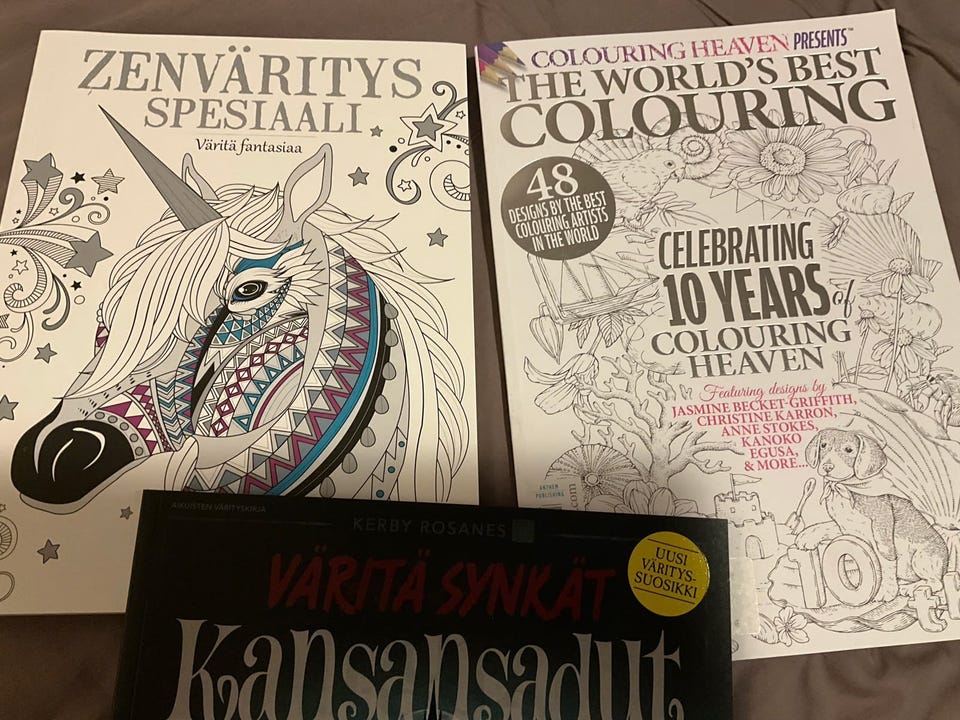 ZENVÄRITYS
SPESIAALI
Väritä fantasiaa
COLOURING HEAVEN PRESENTS™
THE WORLD'S BEST
COLOURING
48
DESIGNS BY THE BEST
COLOURING ARTISTS
IN THE WORLD
CELEBRATING
10 YEARS of
COLOURING
HEAVEN
Featuring designs by
JASMINE BECKET-GRIFFITH,
CHRISTINE KARRON,
ANNE STOKES,
KANOKO
EGUSA,
& MORE...
ANTHEM
PUBLISHING
10
AIKUISTEN VÄRITYSKIRJA
KERBY ROSANES
VÄRITÄ SYNKÄT
Kansansadut
UUSI
VÄRITYS-
SUOSIKKI